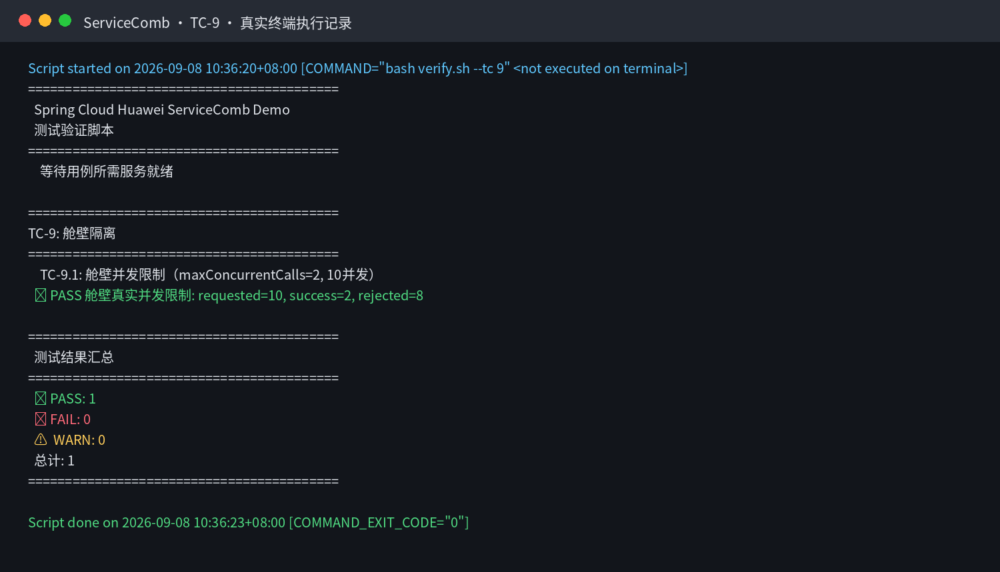 ServiceComb • TC-9 • 真实终端执行记录
Script started on 2026-09-08 10:36:20+08:00 [COMMAND="bash verify.sh --tc 9" <not executed on terminal>]
==========================================
Spring Cloud Huawei ServiceComb Demo
测试验证脚本
==========================================
等待用例所需服务就绪
==========================================
TC-9: 舱壁隔离
==========================================
TC-9.1: 舱壁并发限制（maxConcurrentCalls=2, 10并发）
PASS 舱壁真实并发限制: requested=10, success=2, rejected=8
==========================================
测试结果汇总
==========================================
PASS: 1
FAIL: 0
⚠ WARN: 0
总计: 1
==========================================
Script done on 2026-09-08 10:36:23+08:00 [COMMAND_EXIT_CODE="0"]